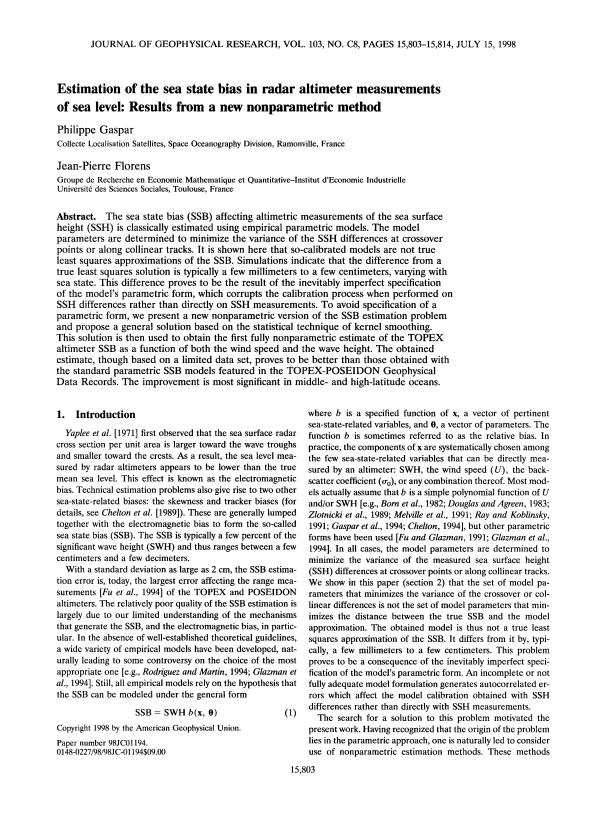 JOURNAL OF GEOPHYSICAL RESEARCH, VOL. 103, NO. C8, PAGES 15,803–15,814, JULY 15, 1998
Estimation of the sea state bias in radar altimeter measurements
of sea level: Results from a new nonparametric method
Philippe Gaspar
Collecte Localisation Satellites, Space Oceanography Division, Ramonville, France
Jean-Pierre Florens
Groupe de Recherche en Economie Mathematique et Quantitative–Institut d'Economie Industrielle
Université des Sciences Sociales, Toulouse, France
Abstract. The sea state bias (SSB) affecting altimetric measurements of the sea surface
height (SSH) is classically estimated using empirical parametric models. The model
parameters are determined to minimize the variance of the SSH differences at crossover
points or along collinear tracks. It is shown here that so-calibrated models are not true
least squares approximations of the SSB. Simulations indicate that the difference from a
true least squares solution is typically a few millimeters to a few centimeters, varying with
sea state. This difference proves to be the result of the inevitably imperfect specification
of the model's parametric form, which corrupts the calibration process when performed on
SSH differences rather than directly on SSH measurements. To avoid specification of a
parametric form, we present a new nonparametric version of the SSB estimation problem
and propose a general solution based on the statistical technique of kernel smoothing.
This solution is then used to obtain the first fully nonparametric estimate of the TOPEX
altimeter SSB as a function of both the wind speed and the wave height. The obtained
estimate, though based on a limited data set, proves to be better than those obtained with
the standard parametric SSB models featured in the TOPEX-POSEIDON Geophysical
Data Records. The improvement is most significant in middle- and high-latitude oceans.
1. Introduction
Yaplee et al. [1971] first observed that the sea surface radar
cross section per unit area is larger toward the wave troughs
and smaller toward the crests. As a result, the sea level mea-
sured by radar altimeters appears to be lower than the true
mean sea level. This effect is known as the electromagnetic
bias. Technical estimation problems also give rise to two other
sea-state-related biases: the skewness and tracker biases (for
details, see Chelton et al. [1989]). These are generally lumped
together with the electromagnetic bias to form the so-called
sea state bias (SSB). The SSB is typically a few percent of the
significant wave height (SWH) and thus ranges between a few
centimeters and a few decimeters.
With a standard deviation as large as 2 cm, the SSB estima-
tion error is, today, the largest error affecting the range mea-
surements [Fu et al., 1994] of the TOPEX and POSEIDON
altimeters. The relatively poor quality of the SSB estimation is
largely due to our limited understanding of the mechanisms
that generate the SSB, and the electromagnetic bias, in partic-
ular. In the absence of well-established theoretical guidelines,
a wide variety of empirical models have been developed, nat-
urally leading to some controversy on the choice of the most
appropriate one [e.g., Rodriguez and Martin, 1994; Glazman et
al., 1994]. Still, all empirical models rely on the hypothesis that
the SSB can be modeled under the general form
SSB = SWH b(x, θ) (1)
Copyright 1998 by the American Geophysical Union.
Paper number 98JC01194.
0148-0227/98/98JC-01194$09.00
where b is a specified function of x, a vector of pertinent
sea-state-related variables, and θ, a vector of parameters. The
function b is sometimes referred to as the relative bias. In
practice, the components of x are systematically chosen among
the few sea-state-related variables that can be directly mea-
sured by an altimeter: SWH, the wind speed (U), the back-
scatter coefficient (σ₀), or any combination thereof. Most mod-
els actually assume that b is a simple polynomial function of U
and/or SWH [e.g., Born et al., 1982; Douglas and Agreen, 1983;
Zlotnicki et al., 1989; Melville et al., 1991; Ray and Koblinsky,
1991; Gaspar et al., 1994; Chelton, 1994], but other parametric
forms have been used [Fu and Glazman, 1991; Glazman et al.,
1994]. In all cases, the model parameters are determined to
minimize the variance of the measured sea surface height
(SSH) differences at crossover points or along collinear tracks.
We show in this paper (section 2) that the set of model pa-
rameters that minimizes the variance of the crossover or col-
linear differences is not the set of model parameters that min-
imizes the distance between the true SSB and the model
approximation. The obtained model is thus not a true least
squares approximation of the SSB. It differs from it by, typi-
cally, a few millimeters to a few centimeters. This problem
proves to be a consequence of the inevitably imperfect speci-
fication of the model's parametric form. An incomplete or not
fully adequate model formulation generates autocorrelated er-
rors which affect the model calibration obtained with SSH
differences rather than directly with SSH measurements.
The search for a solution to this problem motivated the
present work. Having recognized that the origin of the problem
lies in the parametric approach, one is naturally led to consider
use of nonparametric estimation methods. These methods
15,803